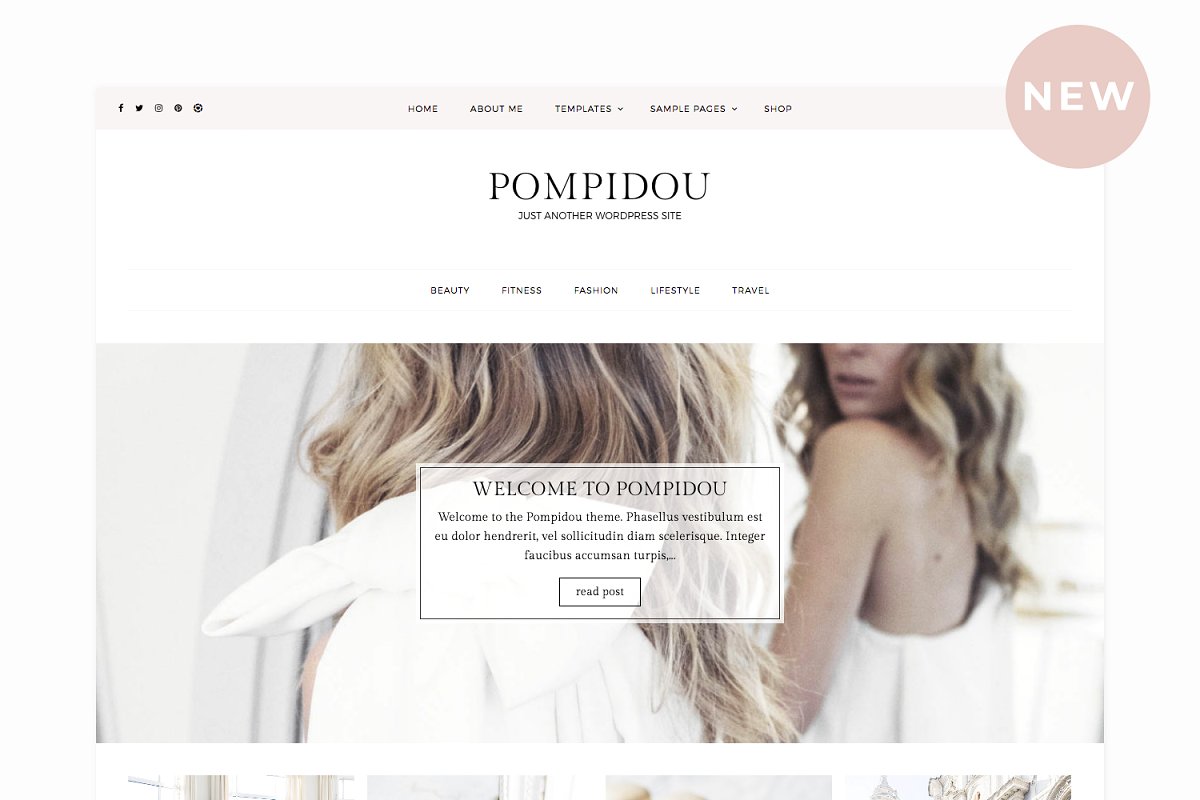 NEW
HOME ABOUT ME TEMPLATES SAMPLE PAGES SHOP
POMPIDOU
JUST ANOTHER WORDPRESS SITE
BEAUTY FITNESS FASHION LIFESTYLE TRAVEL
WELCOME TO POMPIDOU
Welcome to the Pompidou theme. Phasellus vestibulum est
eu dolor hendrerit, vel sollicitudin diam scelerisque. Integer
faucibus accumsan turpis,...
read post